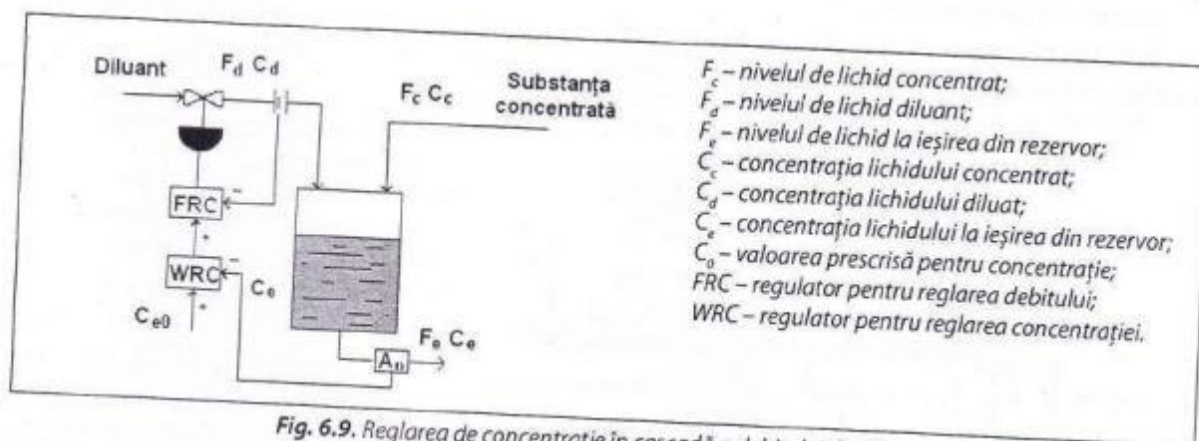 Diluant
F_d C_d
F_c C_c
Substanța
concentrată
FRC
WRC
C_e
C_e0
F_e C_e
F_c – nivelul de lichid concentrat;
F_d – nivelul de lichid diluant;
F_e – nivelul de lichid la ieșirea din rezervor;
C_c – concentrația lichidului concentrat;
C_d – concentrația lichidului diluat;
C_e – concentrația lichidului la ieșirea din rezervor;
C_0 – valoarea prescrisă pentru concentrație;
FRC – regulator pentru reglarea debitului;
WRC – regulator pentru reglarea concentrației.
Fig. 6.9. Reglarea de concentrație în cascadă